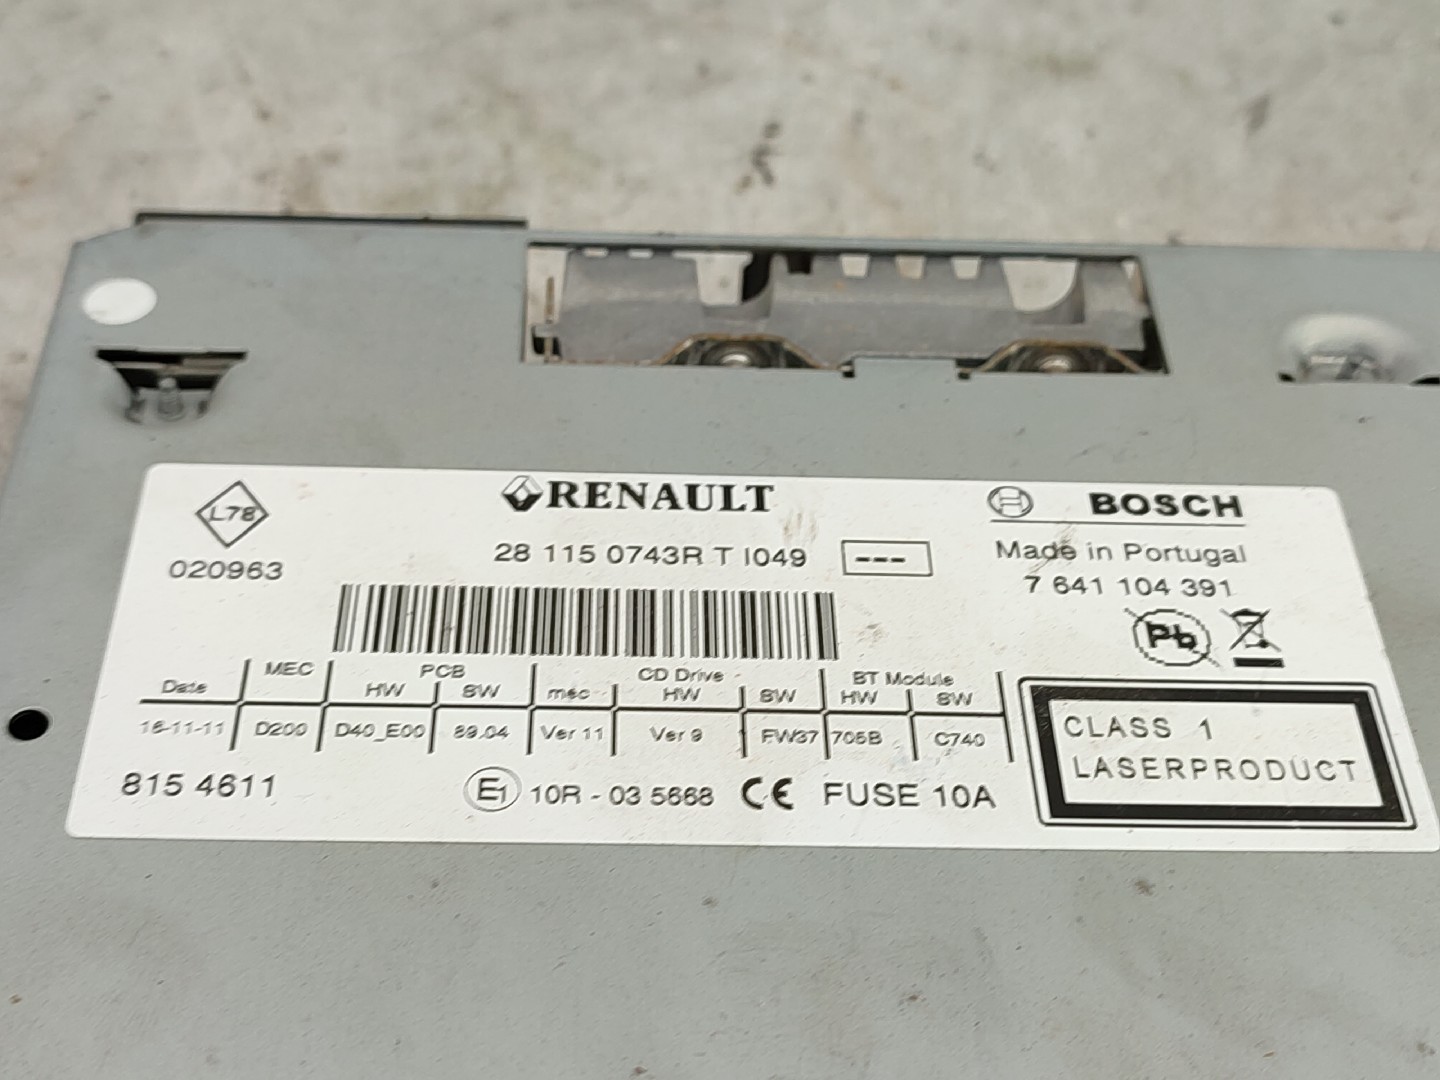 L78
RENAULT
BOSCH
28 115 0743R T I049
---
Made in Portugal
020963
7 641 104 391
Pb
MEC
PCB
CD Drive
BT Module
Date
HW
SW
mec
HW
SW
HW
SW
16-11-11
D200
D40_E00
89.04
Ver 11
Ver 9
FW37
705B
C740
CLASS 1
LASERPRODUCT
815 4611
E1
10R - 03 5668
CE
FUSE 10A